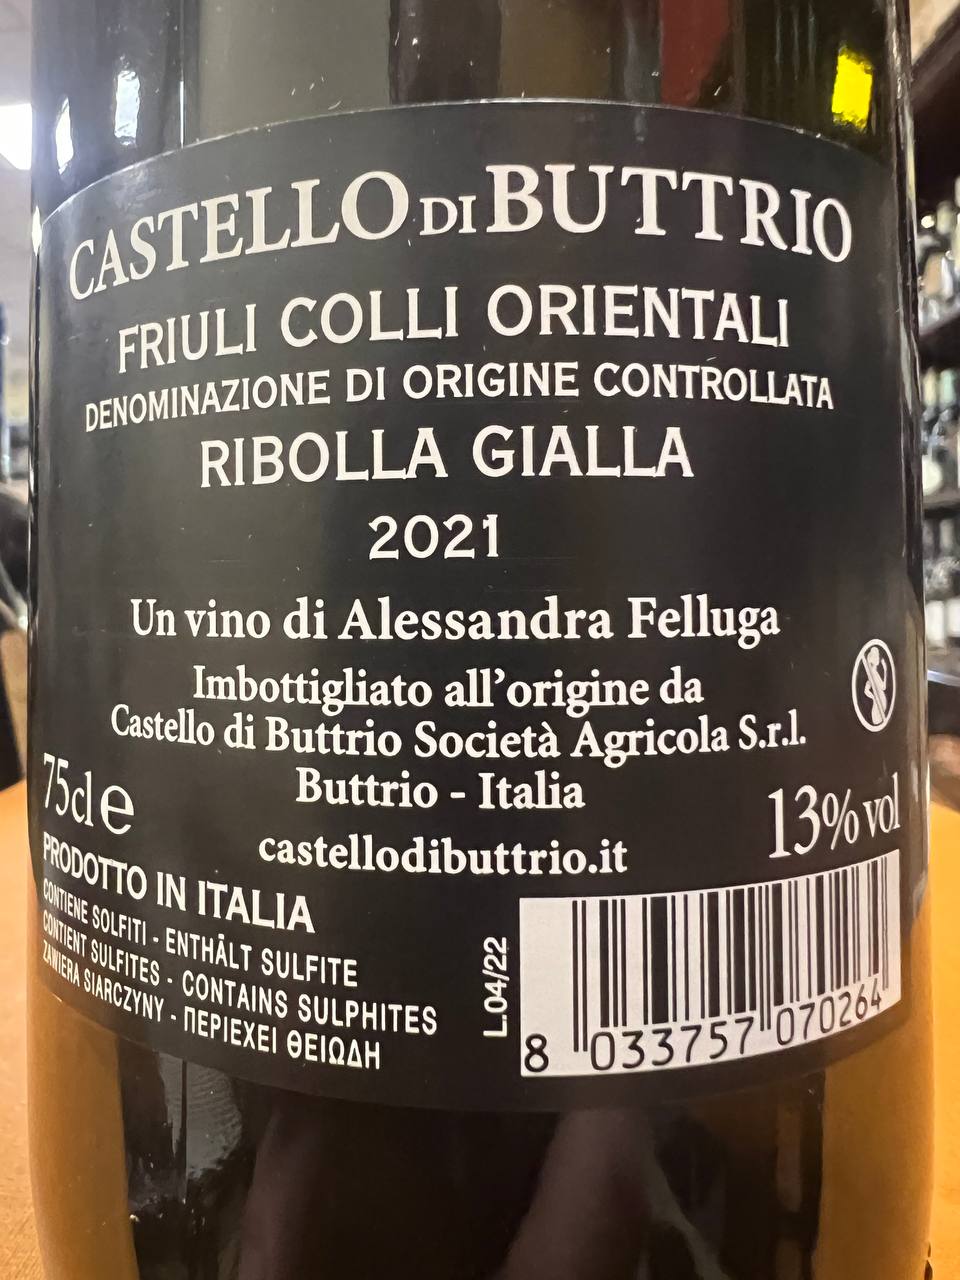 CASTELLO DI BUTTRIO
FRIULI COLLI ORIENTALI
DENOMINAZIONE DI ORIGINE CONTROLLATA
RIBOLLA GIALLA
2021
Un vino di Alessandra Felluga
Imbottigliato all'origine da
Castello di Buttrio Società Agricola S.r.l.
Buttrio - Italia
75cl e
13% vol
castellodibuttrio.it
PRODOTTO IN ITALIA
CONTIENE SOLFITI - ENTHÄLT SULFITE
CONTIENT SULFITES - CONTAINS SULPHITES
ZAWIERA SIARCZYNY - ΠΕΡΙΕΧΕΙ ΘΕΙΩΔΗ
L.04/22
8 033757 070264